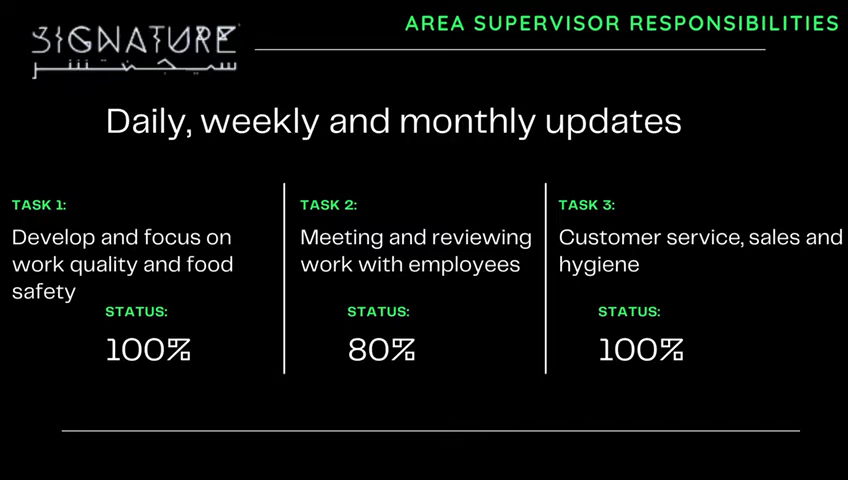 AREA SUPERVISOR RESPONSIBILITIES
SIGNATURE
سيجنتشر
Daily, weekly and monthly updates
TASK 1:
Develop and focus on
work quality and food
safety
STATUS:
100%
TASK 2:
Meeting and reviewing
work with employees
STATUS:
80%
TASK 3:
Customer service, sales and
hygiene
STATUS:
100%